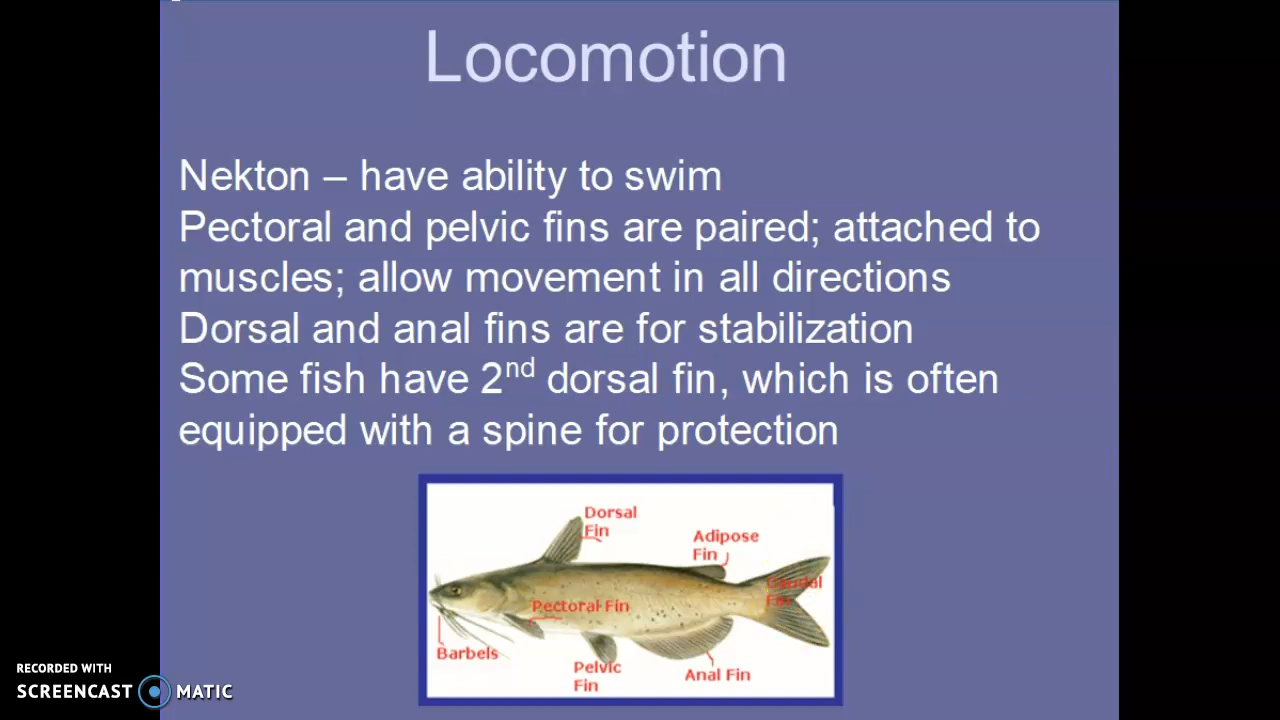 Locomotion
Nekton – have ability to swim
Pectoral and pelvic fins are paired; attached to
muscles; allow movement in all directions
Dorsal and anal fins are for stabilization
Some fish have 2nd dorsal fin, which is often
equipped with a spine for protection
Dorsal
Fin
Adipose
Fin
Caudal
Fin
Pectoral Fin
Barbels
Pelvic
Fin
Anal Fin
RECORDED WITH
SCREENCAST MATIC